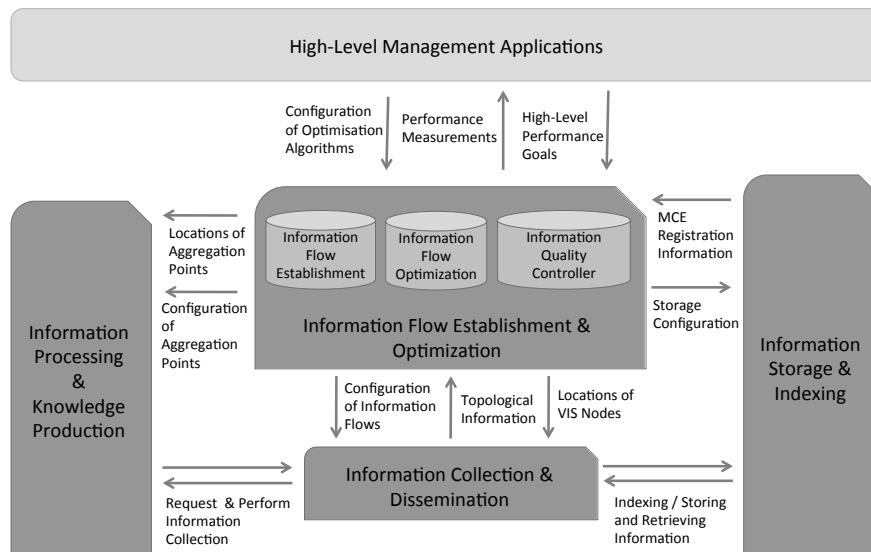 High-Level Management Applications
Configuration
of Optimisation
Algorithms
Performance
Measurements
High-Level
Performance
Goals
Locations of
Aggregation
Points
Configuration
of
Aggregation
Points
Information
Flow
Establishment
Information
Flow
Optimization
Information
Quality
Controller
Information Flow Establishment &
Optimization
MCE
Registration
Information
Storage
Configuration
Information
Processing
&
Knowledge
Production
Information
Storage &
Indexing
Configuration
of Information
Flows
Topological
Information
Locations of
VIS Nodes
Information Collection &
Dissemination
Request & Perform
Information
Collection
Indexing / Storing
and Retrieving
Information